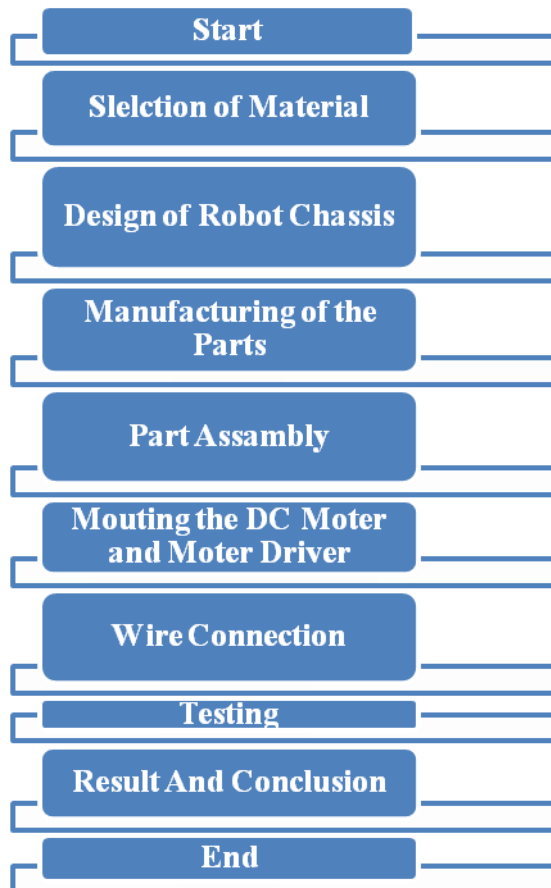 Start
Slelction of Material
Design of Robot Chassis
Manufacturing of the
Parts
Part Assambly
Mouting the DC Moter
and Moter Driver
Wire Connection
Testing
Result And Conclusion
End